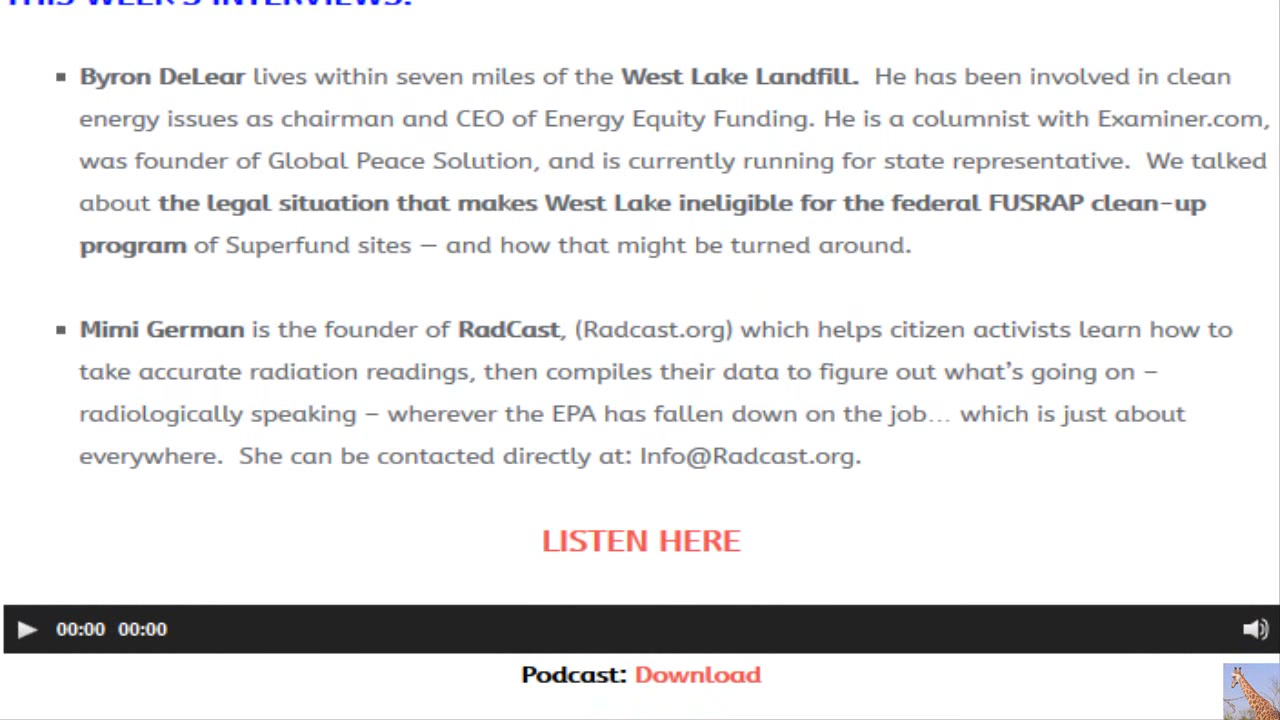 THIS WEEK'S INTERVIEWS:
Byron DeLear lives within seven miles of the West Lake Landfill.  He has been involved in clean
energy issues as chairman and CEO of Energy Equity Funding. He is a columnist with Examiner.com,
was founder of Global Peace Solution, and is currently running for state representative.  We talked
about the legal situation that makes West Lake ineligible for the federal FUSRAP clean-up
program of Superfund sites – and how that might be turned around.
Mimi German is the founder of RadCast, (Radcast.org) which helps citizen activists learn how to
take accurate radiation readings, then compiles their data to figure out what’s going on –
radiologically speaking – wherever the EPA has fallen down on the job… which is just about
everywhere.  She can be contacted directly at: Info@Radcast.org.
LISTEN HERE
00:00 00:00
Podcast: Download